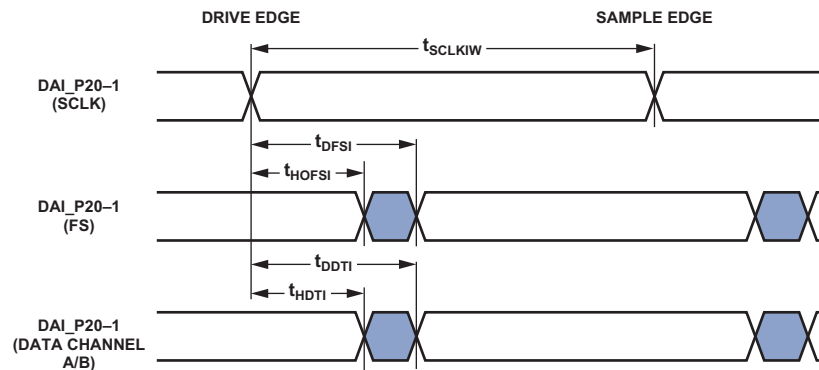 DRIVE EDGE
SAMPLE EDGE
tSCLKIW
DAI_P20–1
(SCLK)
tDFSI
tHOFSI
DAI_P20–1
(FS)
tDDTI
tHDTI
DAI_P20–1
(DATA CHANNEL
A/B)